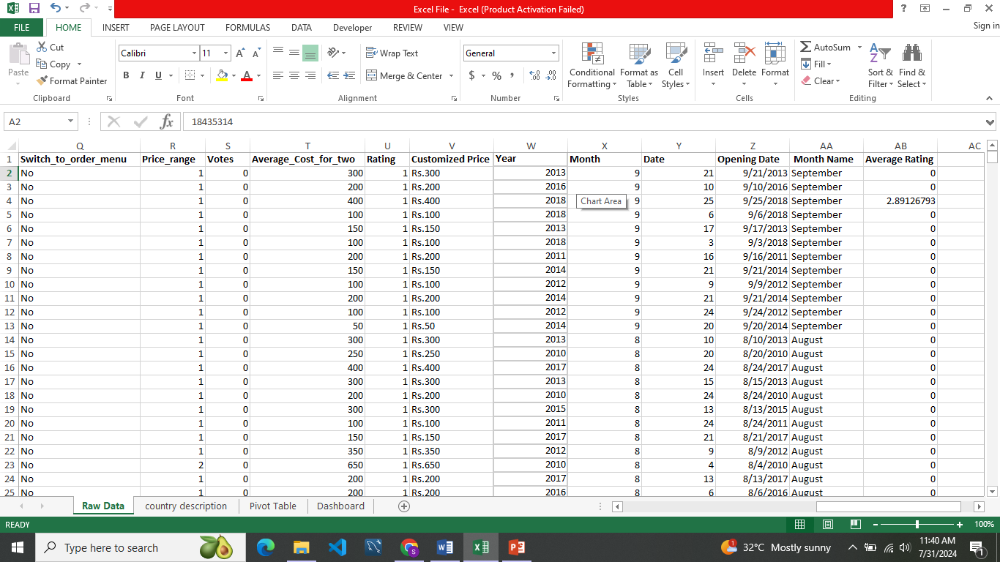 Excel File - Excel (Product Activation Failed)
FILE HOME INSERT PAGE LAYOUT FORMULAS DATA Developer REVIEW VIEW Sign in
Paste Cut Copy Format Painter Clipboard
Calibri 11 B I U A Font
Wrap Text Merge & Center Alignment
General $ % , Number
Conditional Formatting Format as Table Cell Styles Styles
Insert Delete Format Cells
AutoSum Fill Clear Sort & Filter Find & Select Editing
A2 fx 18435314
Q R S T U V W X Y Z AA AB AC
1 Switch_to_order_menu Price_range Votes Average_Cost_for_two Rating Customized Price Year Month Date Opening Date Month Name Average Rating
2 No 1 0 300 1 Rs.300 2013 9 21 9/21/2013 September 0
3 No 1 0 200 1 Rs.200 2016 9 10 9/10/2016 September 0
4 No 1 0 400 1 Rs.400 2018 Chart Area 9 25 9/25/2018 September 2.89126793
5 No 1 0 100 1 Rs.100 2018 9 6 9/6/2018 September 0
6 No 1 0 150 1 Rs.150 2013 9 17 9/17/2013 September 0
7 No 1 0 100 1 Rs.100 2018 9 3 9/3/2018 September 0
8 No 1 0 200 1 Rs.200 2011 9 16 9/16/2011 September 0
9 No 1 0 150 1 Rs.150 2014 9 21 9/21/2014 September 0
10 No 1 0 100 1 Rs.100 2012 9 9 9/9/2012 September 0
11 No 1 0 200 1 Rs.200 2014 9 21 9/21/2014 September 0
12 No 1 0 100 1 Rs.100 2012 9 24 9/24/2012 September 0
13 No 1 0 50 1 Rs.50 2014 9 20 9/20/2014 September 0
14 No 1 0 300 1 Rs.300 2013 8 10 8/10/2013 August 0
15 No 1 0 250 1 Rs.250 2010 8 20 8/20/2010 August 0
16 No 1 0 400 1 Rs.400 2017 8 24 8/24/2017 August 0
17 No 1 0 300 1 Rs.300 2013 8 15 8/15/2013 August 0
18 No 1 0 200 1 Rs.200 2010 8 24 8/24/2010 August 0
19 No 1 0 300 1 Rs.300 2015 8 13 8/13/2015 August 0
20 No 1 0 100 1 Rs.100 2011 8 24 8/24/2011 August 0
21 No 1 0 150 1 Rs.150 2017 8 21 8/21/2017 August 0
22 No 1 0 350 1 Rs.350 2012 8 9 8/9/2012 August 0
23 No 2 0 650 1 Rs.650 2010 8 4 8/4/2010 August 0
24 No 1 0 200 1 Rs.200 2017 8 13 8/13/2017 August 0
25 No 1 0 200 1 Rs.200 2016 8 6 8/6/2016 August 0
Raw Data country description Pivot Table Dashboard
READY 100%
Type here to search 32°C Mostly sunny 11:40 AM
7/31/2024 1